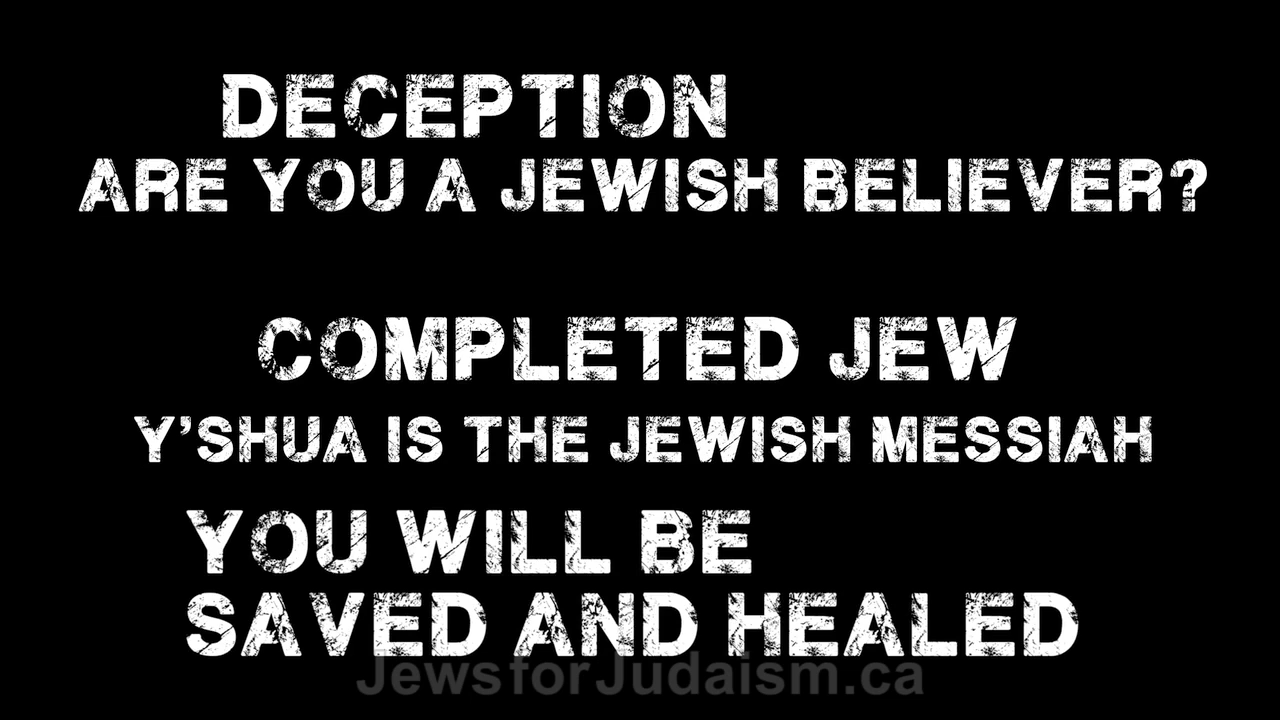 DECEPTION
ARE YOU A JEWISH BELIEVER?
COMPLETED JEW
Y'SHUA IS THE JEWISH MESSIAH
YOU WILL BE
SAVED AND HEALED
JewsforJudaism.ca